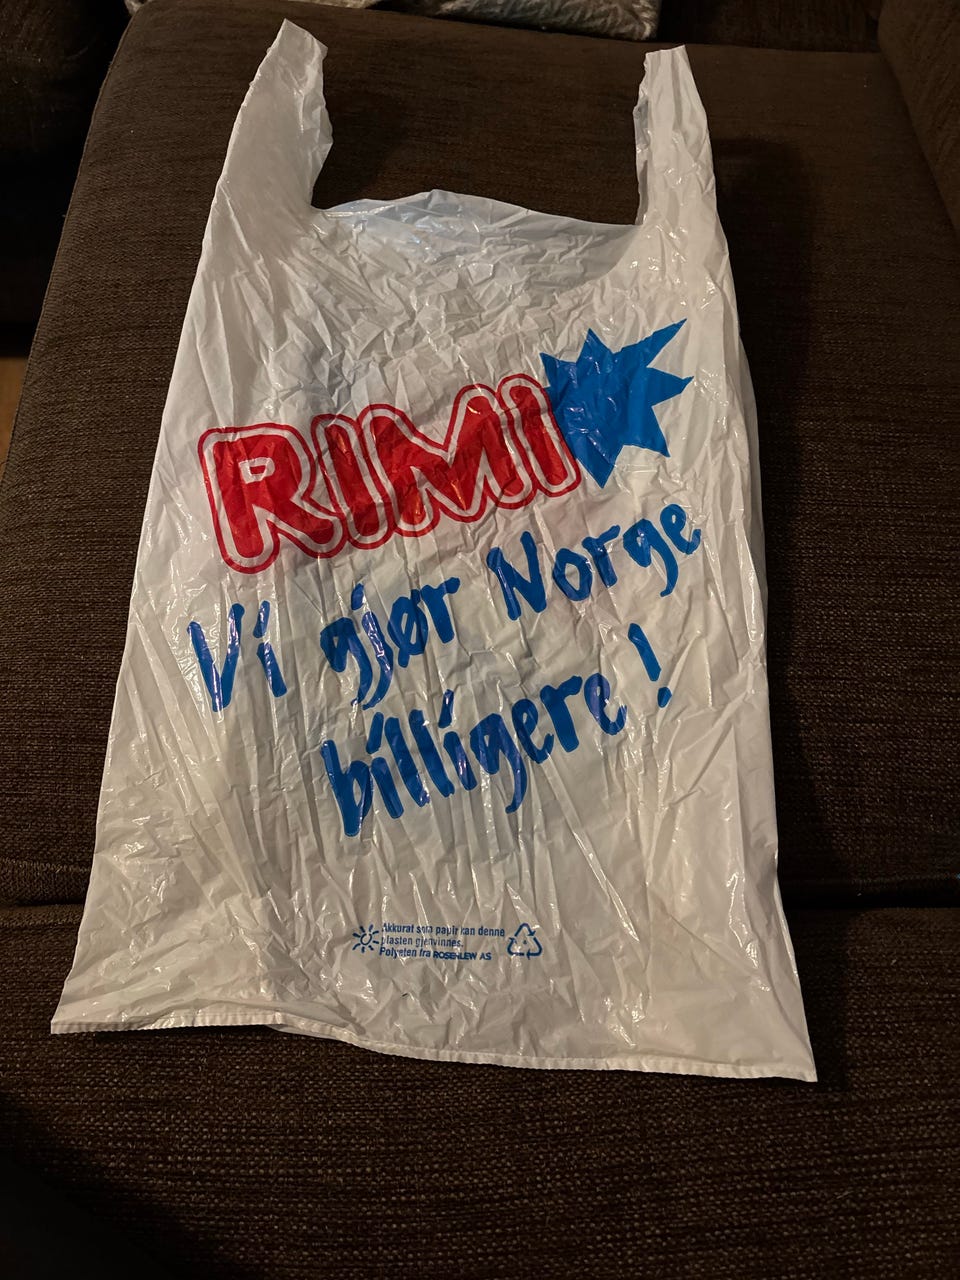 RIMI
Vi gjør Norge
billigere!
Akkurat som papir kan denne
plasten gjenvinnes.
Polyeten fra ROSENLEW AS